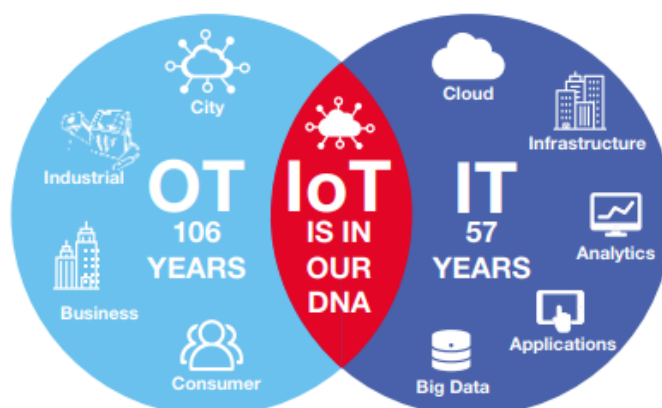 City
Industrial
OT
106
YEARS
Business
Consumer
IoT
IS IN
OUR
DNA
Cloud
Infrastructure
IT
57
YEARS
Analytics
Applications
Big Data